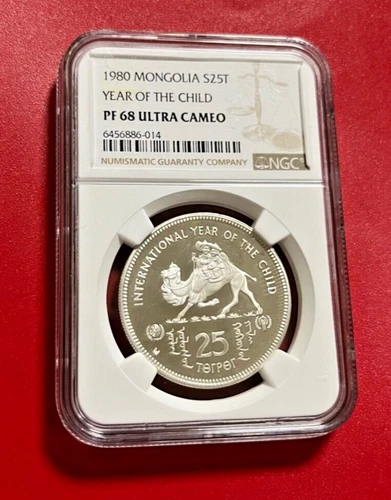 1980 MONGOLIA S25T
YEAR OF THE CHILD
PF 68 ULTRA CAMEO
6456886-014
NUMISMATIC GUARANTY COMPANY
NGC
INTERNATIONAL YEAR OF THE CHILD
25
ТӨГРӨГ